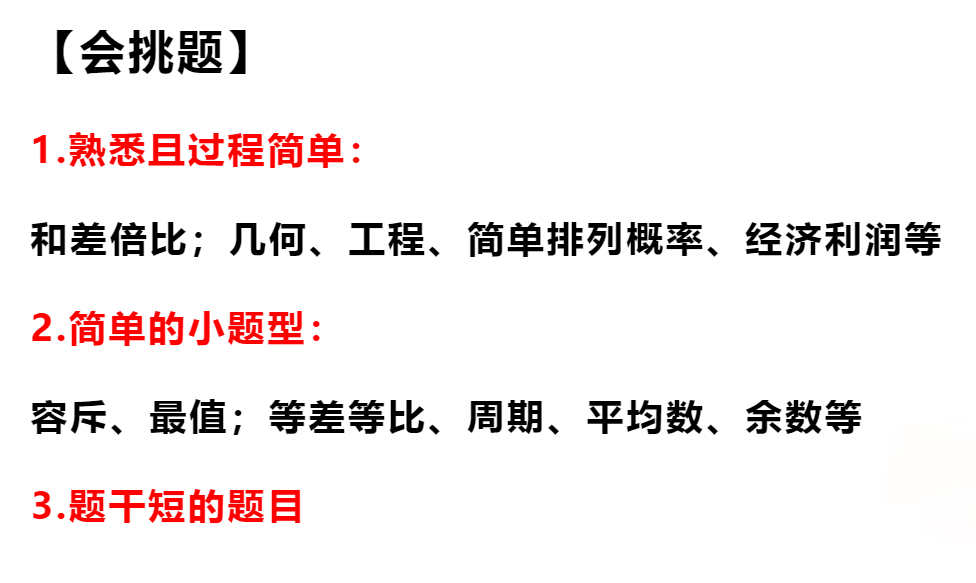 【会挑题】
1.熟悉且过程简单：
和差倍比；几何、工程、简单排列概率、经济利润等
2.简单的小题型：
容斥、最值；等差等比、周期、平均数、余数等
3.题干短的题目